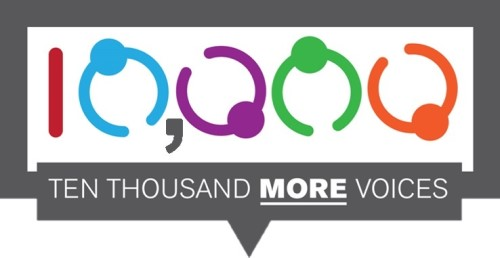 10,000
TEN THOUSAND MORE VOICES